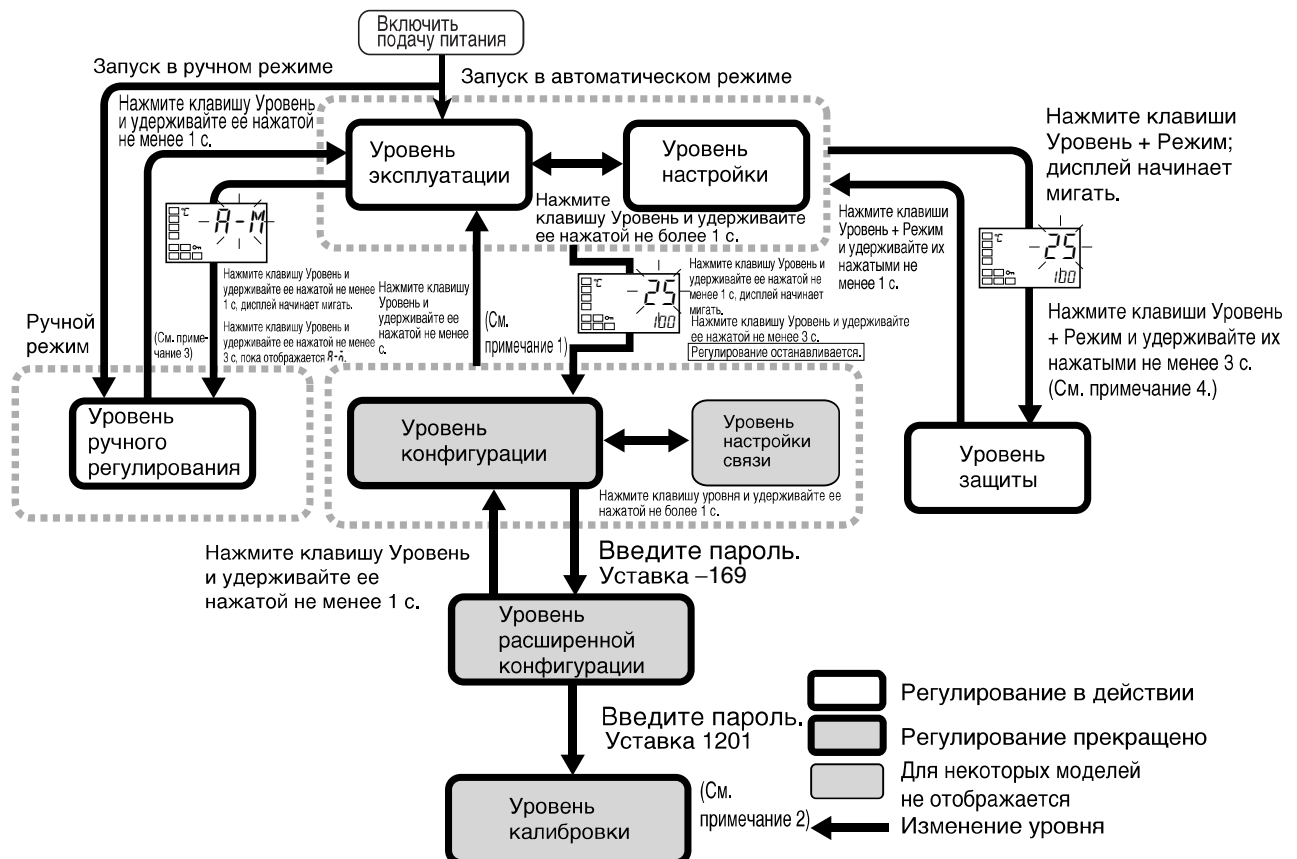 Включить
подачу питания
Запуск в ручном режиме
Запуск в автоматическом режиме
Нажмите клавишу Уровень
и удерживайте ее нажатой
не менее 1 с.
Уровень
эксплуатации
Уровень
настройки
Нажмите клавиши
Уровень + Режим;
дисплей начинает
мигать.
°C
A-M
Нажмите
клавишу Уровень и удерживайте
ее нажатой не более 1 с.
Нажмите клавиши
Уровень + Режим
и удерживайте их
нажатыми не
менее 1 с.
°C
25
100
Нажмите клавишу Уровень и
удерживайте ее нажатой не менее
1 с, дисплей начинает мигать.
Нажмите клавишу Уровень и
удерживайте ее нажатой не менее
3 с, пока отображается A-M.
Нажмите клавишу
Уровень и
удерживайте ее
нажатой не менее
с.
(См.
примечание 1)
°C
25
100
Нажмите клавишу Уровень и
удерживайте ее нажатой не
менее 1 с, дисплей начинает
мигать.
Нажмите клавишу Уровень и удерживайте
ее нажатой не менее 3 с.
Регулирование останавливается.
Нажмите клавиши Уровень
+ Режим и удерживайте их
нажатыми не менее 3 с.
(См. примечание 4.)
Ручной
режим
(См. приме-
чание 3)
Уровень
ручного
регулирования
Уровень
конфигурации
Уровень
настройки
связи
Уровень
защиты
Нажмите клавишу уровня и удерживайте ее
нажатой не более 1 с.
Нажмите клавишу Уровень
и удерживайте ее
нажатой не менее 1 с.
Введите пароль.
Уставка –169
Уровень
расширенной
конфигурации
Введите пароль.
Уставка 1201
Уровень
калибровки
(См.
примечание 2)
Регулирование в действии
Регулирование прекращено
Для некоторых моделей
не отображается
Изменение уровня